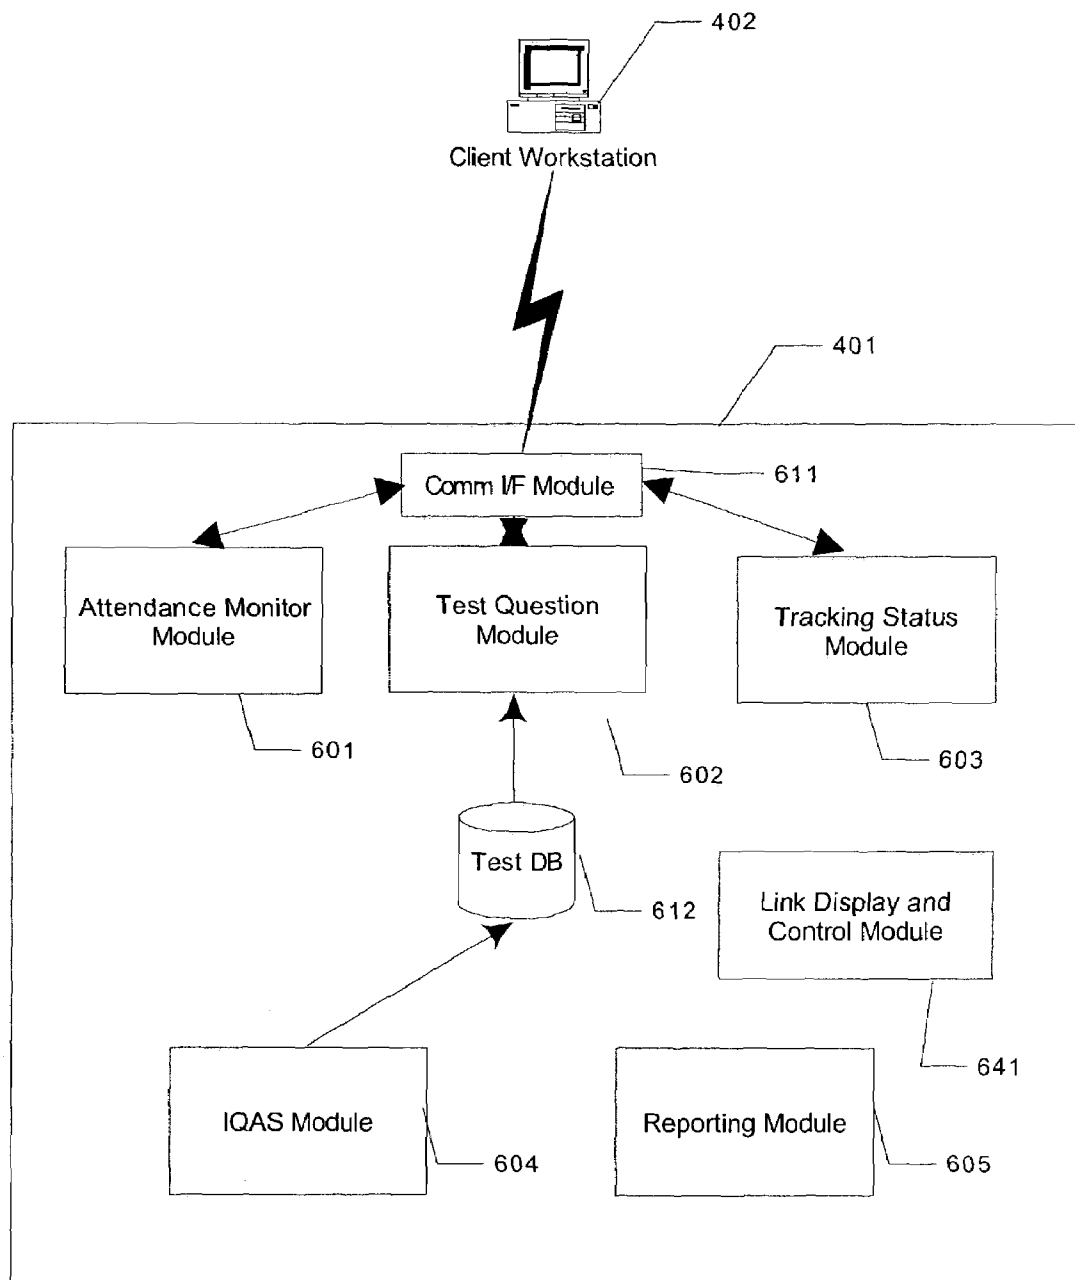 402
Client Workstation
401
Comm I/F Module
611
Attendance Monitor
Module
Test Question
Module
Tracking Status
Module
601
602
603
Test DB
612
Link Display and
Control Module
641
IQAS Module
604
Reporting Module
605